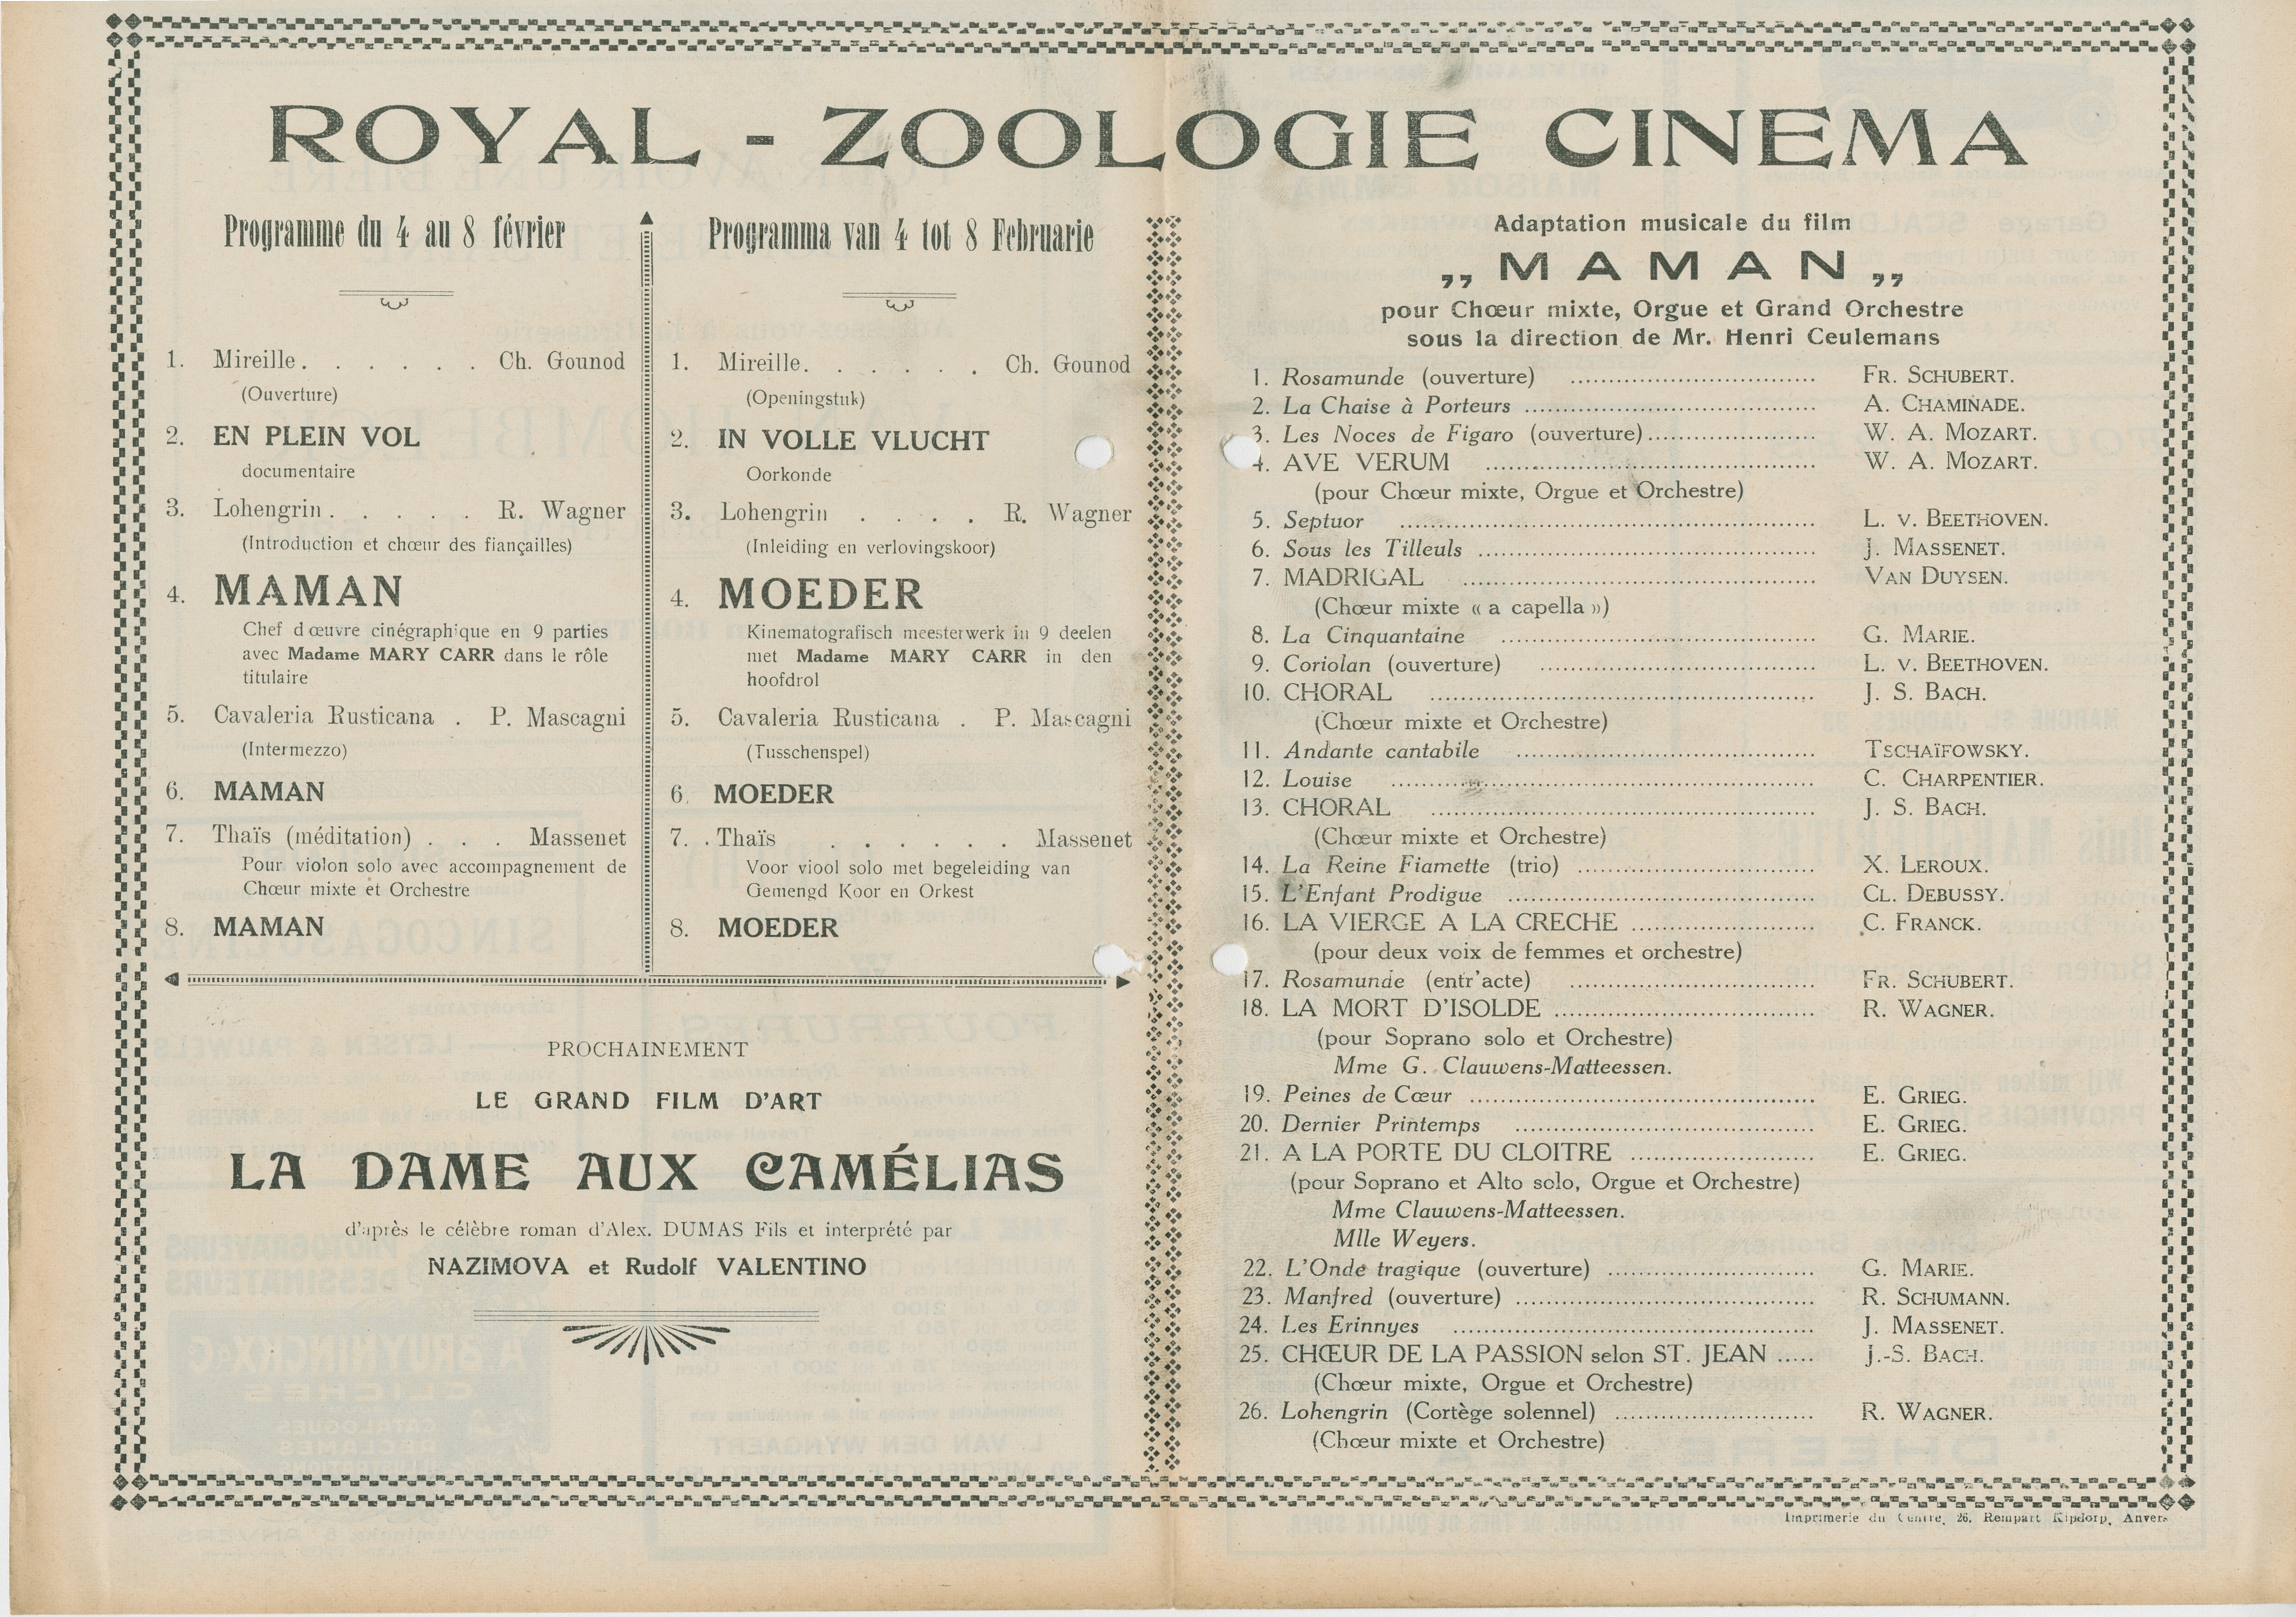 ROYAL - ZOOLOGIE CINEMA
Programme du 4 au 8 février
1. Mireille. . . . . . Ch. Gounod
(Ouverture)
2. EN PLEIN VOL
documentaire
3. Lohengrin . . . . . R. Wagner
(Introduction et chœur des fiançailles)
4. MAMAN
Chef d œuvre cinégraphique en 9 parties
avec Madame MARY CARR dans le rôle
titulaire
5. Cavaleria Rusticana . P. Mascagni
(Intermezzo)
6. MAMAN
7. Thaïs (méditation) . . . Massenet
Pour violon solo avec accompagnement de
Chœur mixte et Orchestre
8. MAMAN
Programma van 4 tot 8 Februarie
1. Mireille. . . . . . Ch. Gounod
(Openingstuk)
2. IN VOLLE VLUCHT
Oorkonde
3. Lohengrin . . . . R. Wagner
(Inleiding en verlovingskoor)
4. MOEDER
Kinematografisch meesterwerk in 9 deelen
met Madame MARY CARR in den
hoofdrol
5. Cavaleria Rusticana . P. Mascagni
(Tusschenspel)
6. MOEDER
7. . Thaïs . . . . . . Massenet
Voor viool solo met begeleiding van
Gemengd Koor en Orkest
8. MOEDER
PROCHAINEMENT
LE GRAND FILM D'ART
LA DAME AUX CAMÉLIAS
d'après le célèbre roman d'Alex. DUMAS Fils et interprété par
NAZIMOVA et Rudolf VALENTINO
Adaptation musicale du film
„ MAMAN „
pour Chœur mixte, Orgue et Grand Orchestre
sous la direction de Mr. Henri Ceulemans
1. Rosamunde (ouverture) ........ FR. SCHUBERT.
2. La Chaise à Porteurs ........ A. CHAMINADE.
3. Les Noces de Figaro (ouverture)........ W. A. MOZART.
4. AVE VERUM ........ W. A. MOZART.
(pour Chœur mixte, Orgue et Orchestre)
5. Septuor ........ L. v. BEETHOVEN.
6. Sous les Tilleuls ........ J. MASSENET.
7. MADRIGAL ........ VAN DUYSEN.
(Chœur mixte « a capella »)
8. La Cinquantaine ........ G. MARIE.
9. Coriolan (ouverture) ........ L. v. BEETHOVEN.
10. CHORAL ........ J. S. BACH.
(Chœur mixte et Orchestre)
11. Andante cantabile ........ TSCHAÏFOWSKY.
12. Louise ........ C. CHARPENTIER.
13. CHORAL ........ J. S. BACH.
(Chœur mixte et Orchestre)
14. La Reine Fiamette (trio) ........ X. LEROUX.
15. L'Enfant Prodigue ........ CL. DEBUSSY.
16. LA VIERGE A LA CRECHE ........ C. FRANCK.
(pour deux voix de femmes et orchestre)
17. Rosamunde (entr'acte) ........ FR. SCHUBERT.
18. LA MORT D'ISOLDE ........ R. WAGNER.
(pour Soprano solo et Orchestre)
Mme G. Clauwens-Matteessen.
19. Peines de Cœur ........ E. GRIEG.
20. Dernier Printemps ........ E. GRIEG.
21. A LA PORTE DU CLOITRE ........ E. GRIEG.
(pour Soprano et Alto solo, Orgue et Orchestre)
Mme Clauwens-Matteessen.
Mlle Weyers.
22. L'Onde tragique (ouverture) ........ G. MARIE.
23. Manfred (ouverture) ........ R. SCHUMANN.
24. Les Erinnyes ........ J. MASSENET.
25. CHŒUR DE LA PASSION selon ST. JEAN ..... J.-S. BACH.
(Chœur mixte, Orgue et Orchestre)
26. Lohengrin (Cortège solennel) ........ R. WAGNER.
(Chœur mixte et Orchestre)
Imprimerie du Centre, 26, Rempart Kipdorp, Anvers